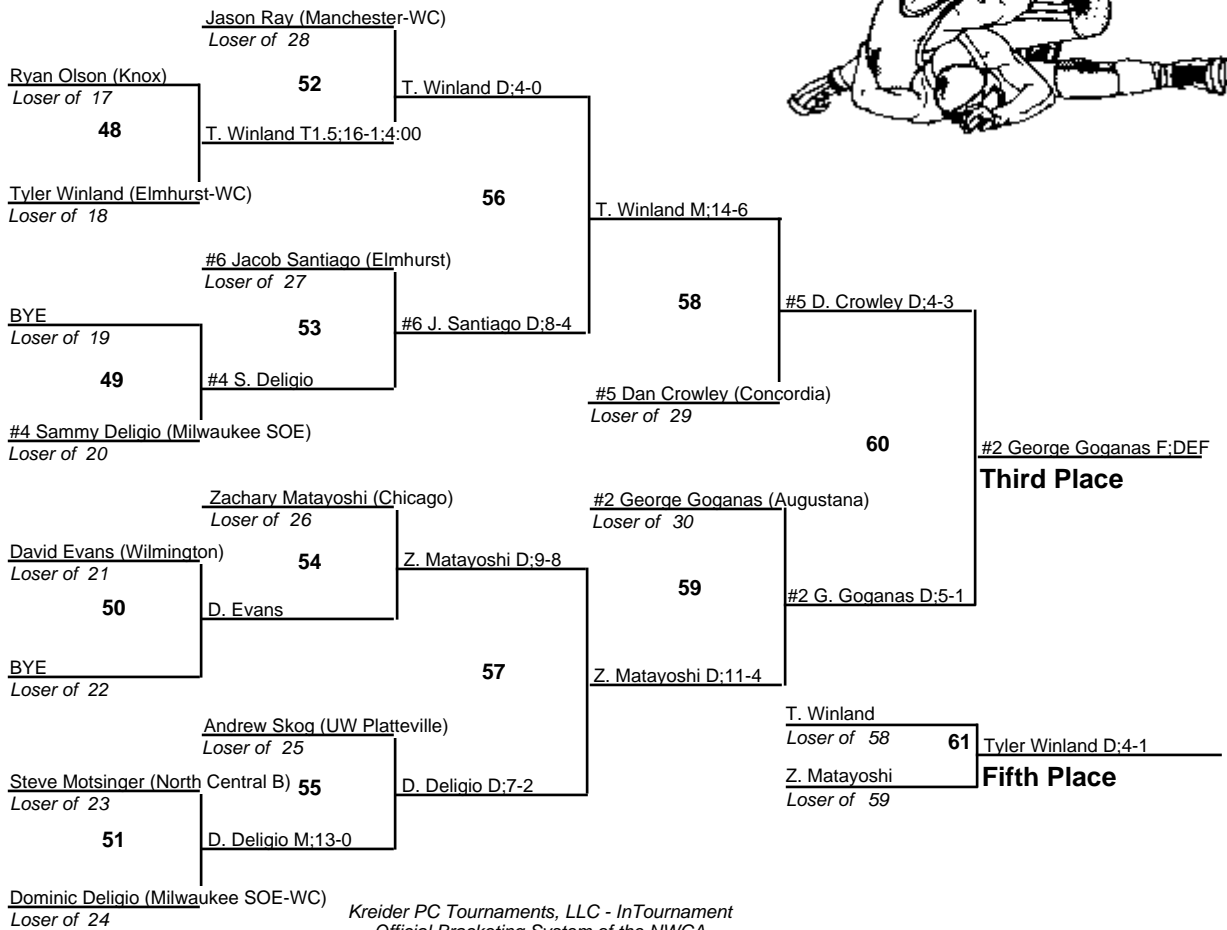 Jason Ray (Manchester-WC)
Loser of 28
Ryan Olson (Knox)
Loser of 17
52
T. Winland D;4-0
48
T. Winland T1.5;16-1;4:00
Tyler Winland (Elmhurst-WC)
Loser of 18
56
T. Winland M;14-6
#6 Jacob Santiago (Elmhurst)
Loser of 27
BYE
Loser of 19
53
#6 J. Santiago D;8-4
58
#5 D. Crowley D;4-3
49
#4 S. Deligio
#5 Dan Crowley (Concordia)
Loser of 29
#4 Sammy Deligio (Milwaukee SOE)
Loser of 20
60
#2 George Goganas F;DEF
Third Place
Zachary Matayoshi (Chicago)
Loser of 26
#2 George Goganas (Augustana)
Loser of 30
David Evans (Wilmington)
Loser of 21
54
Z. Matayoshi D;9-8
59
#2 G. Goganas D;5-1
50
D. Evans
BYE
Loser of 22
57
Z. Matayoshi D;11-4
T. Winland
Loser of 58
61
Tyler Winland D;4-1
Fifth Place
Z. Matayoshi
Loser of 59
Andrew Skog (UW Platteville)
Loser of 25
Steve Motsinger (North Central B)
Loser of 23
55
D. Deligio D;7-2
51
D. Deligio M;13-0
Dominic Deligio (Milwaukee SOE-WC)
Loser of 24
Kreider PC Tournaments, LLC - InTournament
Official Bracketing System of the NWCA